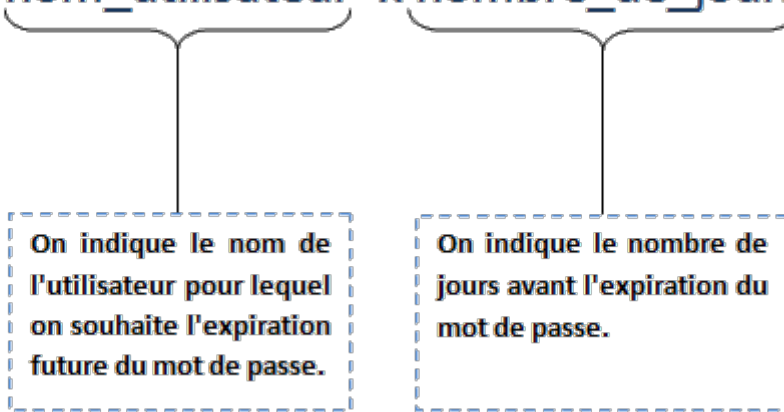 On indique le nom de
l'utilisateur pour lequel
on souhaite l'expiration
future du mot de passe.
On indique le nombre de
jours avant l'expiration du
mot de passe.